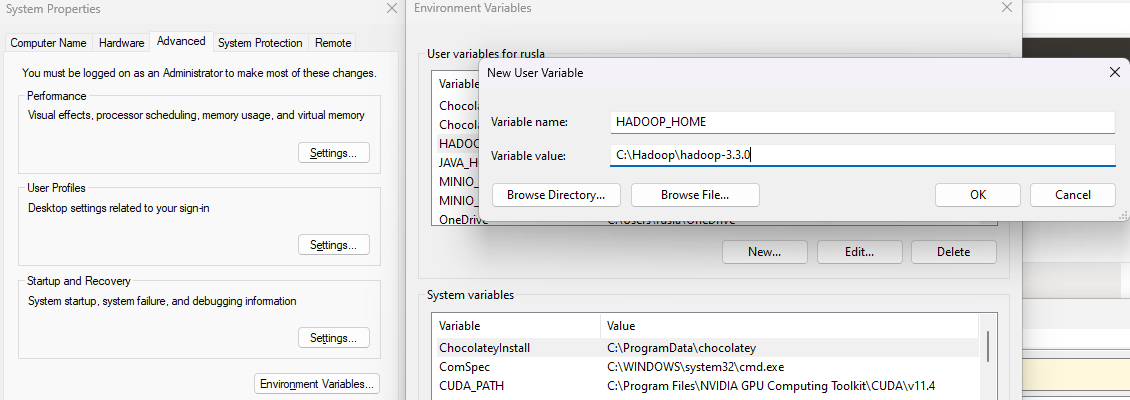 System Properties
Computer Name Hardware Advanced System Protection Remote
You must be logged on as an Administrator to make most of these changes.
Performance
Visual effects, processor scheduling, memory usage, and virtual memory
Settings...
User Profiles
Desktop settings related to your sign-in
Settings...
Startup and Recovery
System startup, system failure, and debugging information
Settings...
Environment Variables...
Environment Variables
User variables for rusla
New User Variable
Variable name: HADOOP_HOME
Variable value: C:\Hadoop\hadoop-3.3.0
Browse Directory... Browse File... OK Cancel
JAVA_H
MINIO_
MINIO_
OneDrive C:\Users\rusla\OneDrive
New... Edit... Delete
System variables
Variable Value
ChocolateyInstall C:\ProgramData\chocolatey
ComSpec C:\WINDOWS\system32\cmd.exe
CUDA_PATH C:\Program Files\NVIDIA GPU Computing Toolkit\CUDA\v11.4